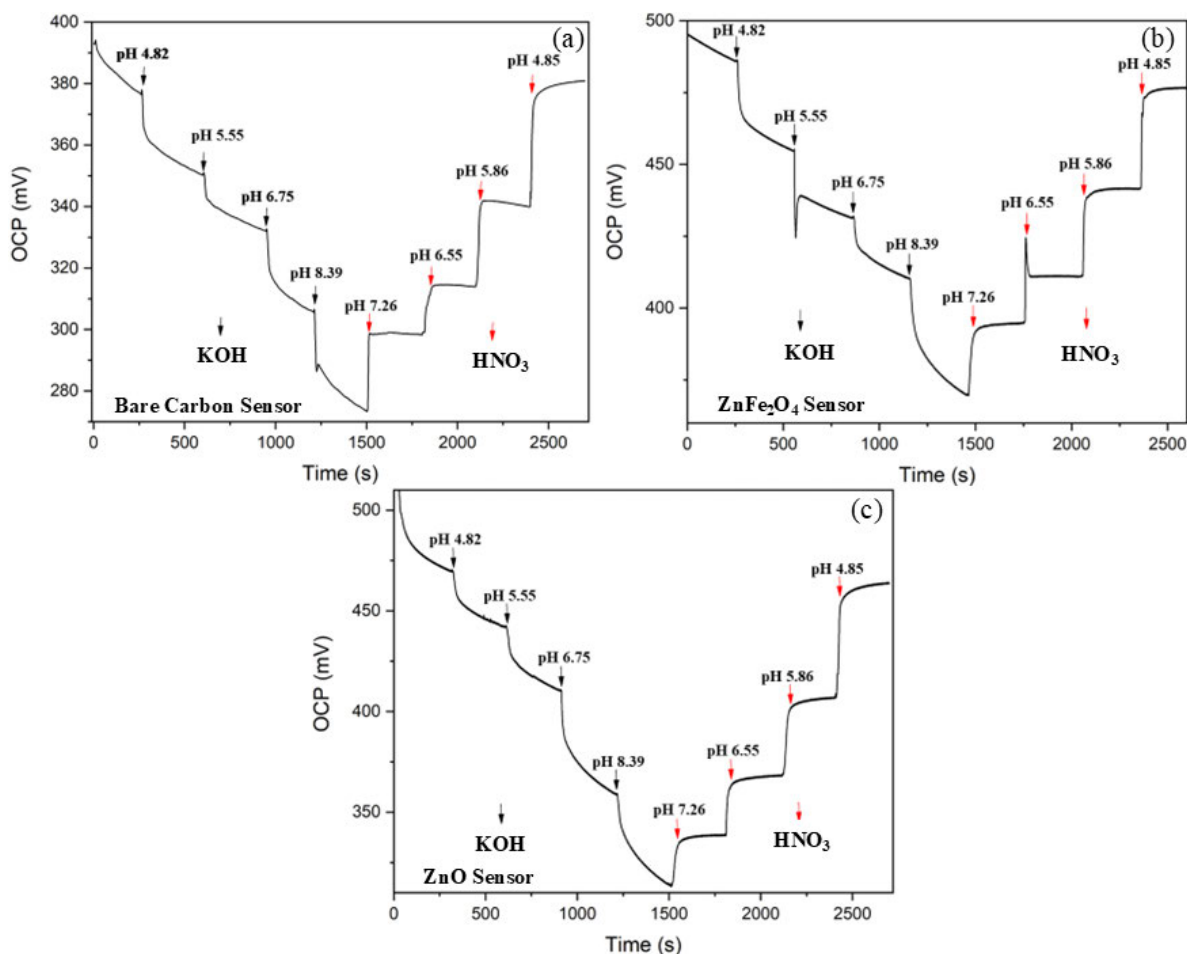 (a)
400
380
360
340
320
300
280
OCP (mV)
pH 4.82
pH 5.55
pH 6.75
pH 8.39
pH 7.26
pH 6.55
pH 5.86
pH 4.85
KOH
HNO₃
Bare Carbon Sensor
0 500 1000 1500 2000 2500
Time (s)
(b)
500
450
400
OCP (mV)
pH 4.82
pH 5.55
pH 6.75
pH 8.39
pH 7.26
pH 6.55
pH 5.86
pH 4.85
KOH
HNO₃
ZnFe₂O₄ Sensor
0 500 1000 1500 2000 2500
Time (s)
(c)
500
450
400
350
OCP (mV)
pH 4.82
pH 5.55
pH 6.75
pH 8.39
pH 7.26
pH 6.55
pH 5.86
pH 4.85
KOH
HNO₃
ZnO Sensor
0 500 1000 1500 2000 2500
Time (s)